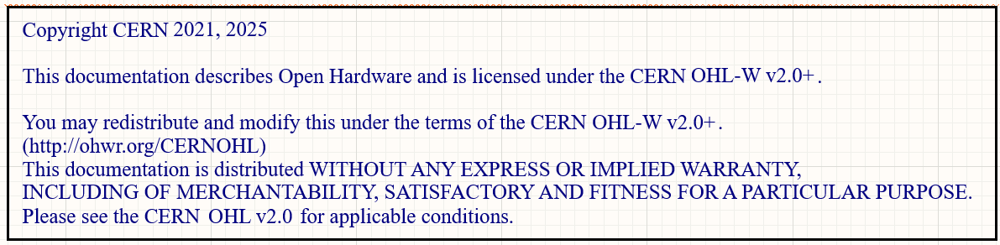 Copyright CERN 2021, 2025
This documentation describes Open Hardware and is licensed under the CERN OHL-W v2.0+.
You may redistribute and modify this under the terms of the CERN OHL-W v2.0+.
(http://ohwr.org/CERNOHL)
This documentation is distributed WITHOUT ANY EXPRESS OR IMPLIED WARRANTY,
INCLUDING OF MERCHANTABILITY, SATISFACTORY AND FITNESS FOR A PARTICULAR PURPOSE.
Please see the CERN OHL v2.0 for applicable conditions.